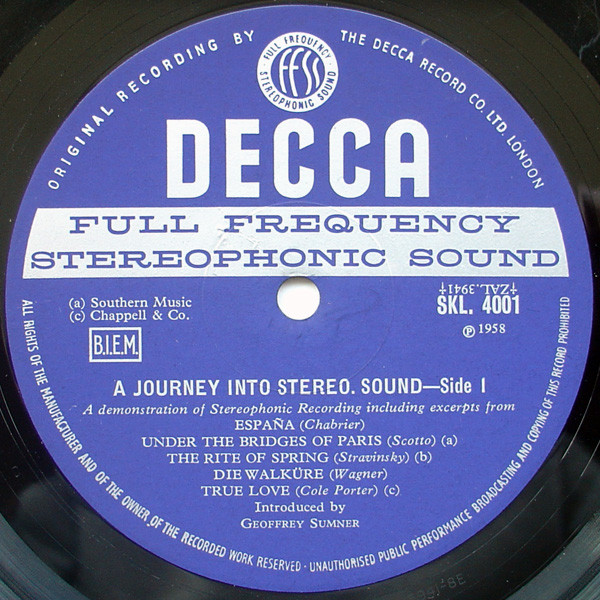 ORIGINAL RECORDING BY THE DECCA RECORD CO. LTD. LONDON
FULL FREQUENCY
ffss
STEREOPHONIC SOUND
DECCA
FULL FREQUENCY
STEREOPHONIC SOUND
‡ZAL.3941‡
(a) Southern Music
(c) Chappell & Co.
SKL. 4001
B.I.E.M.
℗ 1958
A JOURNEY INTO STEREO. SOUND—Side 1
A demonstration of Stereophonic Recording including excerpts from
ESPAÑA (Chabrier)
UNDER THE BRIDGES OF PARIS (Scotto) (a)
THE RITE OF SPRING (Stravinsky) (b)
DIE WALKÜRE (Wagner)
TRUE LOVE (Cole Porter) (c)
Introduced by
GEOFFREY SUMNER
ALL RIGHTS OF THE MANUFACTURER AND OF THE OWNER OF THE RECORDED WORK RESERVED · UNAUTHORISED PUBLIC PERFORMANCE BROADCASTING AND COPYING OF THIS RECORD PROHIBITED